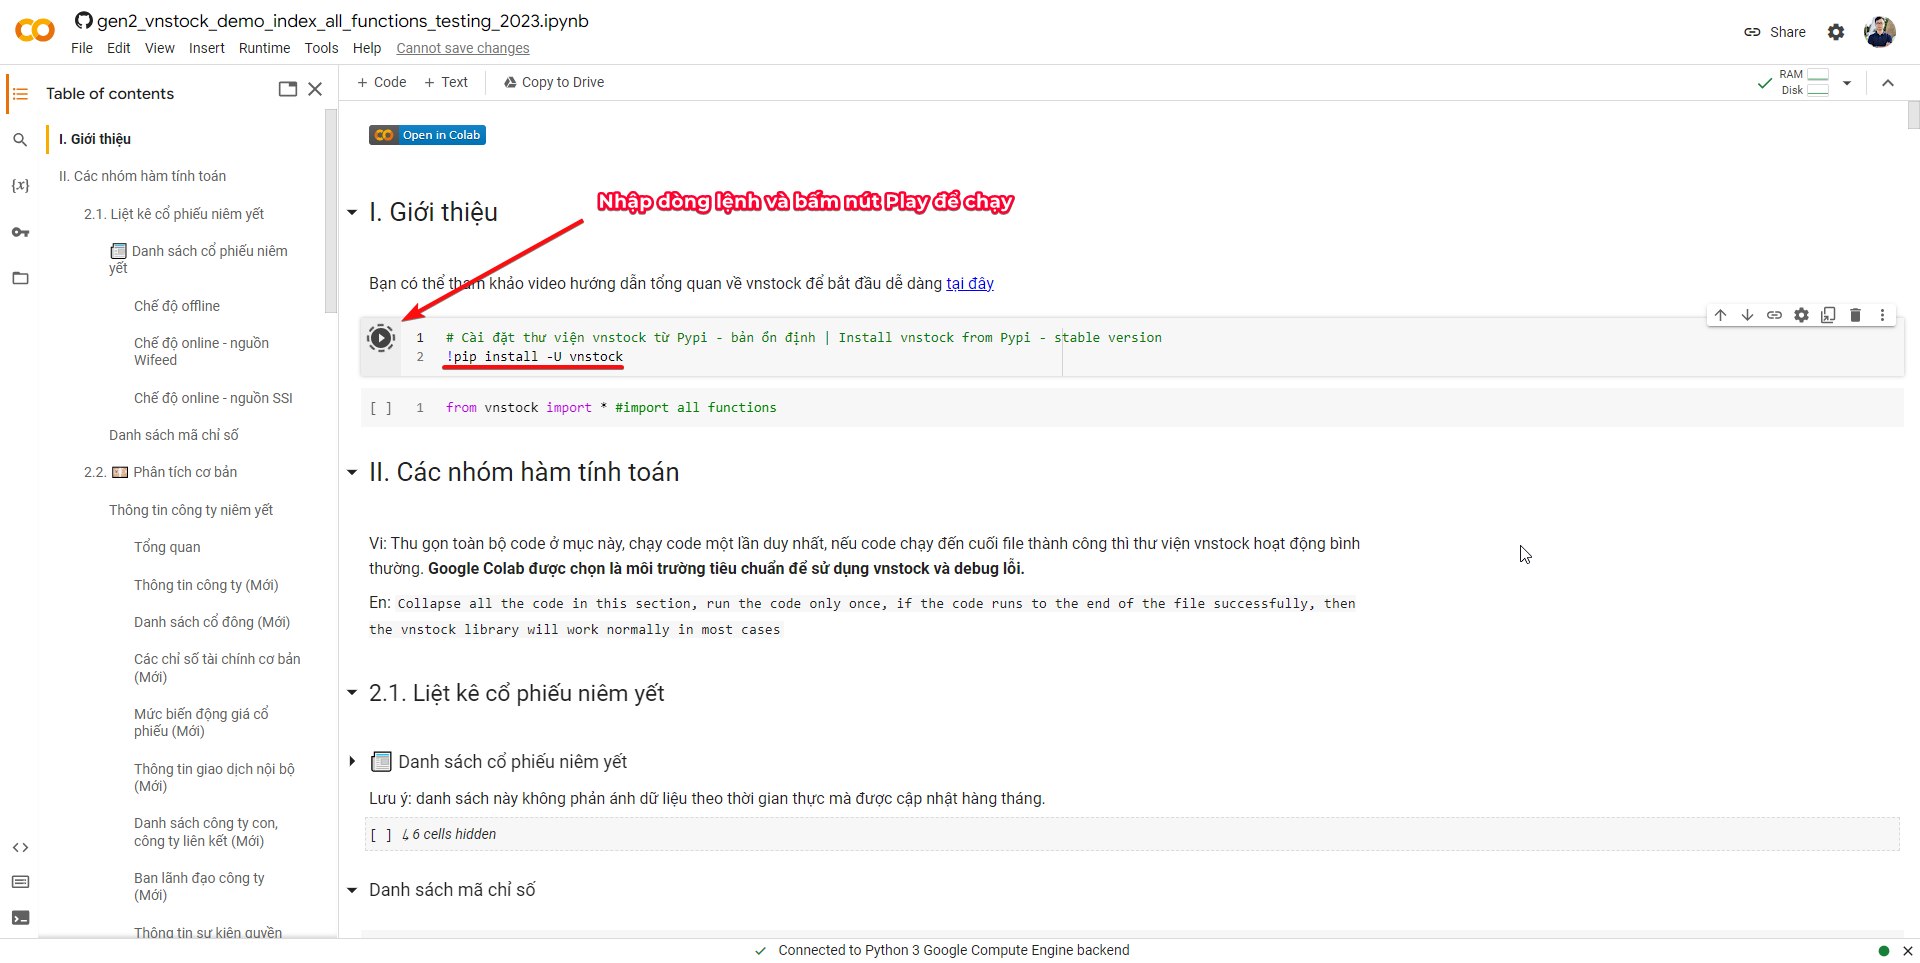 gen2_vnstock_demo_index_all_functions_testing_2023.ipynb
File Edit View Insert Runtime Tools Help Cannot save changes
Share
Table of contents
I. Giới thiệu
II. Các nhóm hàm tính toán
2.1. Liệt kê cổ phiếu niêm yết
Danh sách cổ phiếu niêm
yết
Chế độ offline
Chế độ online - nguồn
Wifeed
Chế độ online - nguồn SSI
Danh sách mã chỉ số
2.2. Phân tích cơ bản
Thông tin công ty niêm yết
Tổng quan
Thông tin công ty (Mới)
Danh sách cổ đông (Mới)
Các chỉ số tài chính cơ bản
(Mới)
Mức biến động giá cổ
phiếu (Mới)
Thông tin giao dịch nội bộ
(Mới)
Danh sách công ty con,
công ty liên kết (Mới)
Ban lãnh đạo công ty
(Mới)
Thông tin sự kiện quyền
+ Code + Text Copy to Drive
RAM
Disk
Open in Colab
Nhập dòng lệnh và bấm nút Play để chạy
I. Giới thiệu
Bạn có thể tham khảo video hướng dẫn tổng quan về vnstock để bắt đầu dễ dàng tại đây
1 # Cài đặt thư viện vnstock từ Pypi - bản ổn định | Install vnstock from Pypi - stable version
2 !pip install -U vnstock
[ ] 1 from vnstock import * #import all functions
II. Các nhóm hàm tính toán
Vi: Thu gọn toàn bộ code ở mục này, chạy code một lần duy nhất, nếu code chạy đến cuối file thành công thì thư viện vnstock hoạt động bình
thường. Google Colab được chọn là môi trường tiêu chuẩn để sử dụng vnstock và debug lỗi.
En: Collapse all the code in this section, run the code only once, if the code runs to the end of the file successfully, then
the vnstock library will work normally in most cases
2.1. Liệt kê cổ phiếu niêm yết
Danh sách cổ phiếu niêm yết
Lưu ý: danh sách này không phản ánh dữ liệu theo thời gian thực mà được cập nhật hàng tháng.
[ ] ↳ 6 cells hidden
Danh sách mã chỉ số
Connected to Python 3 Google Compute Engine backend